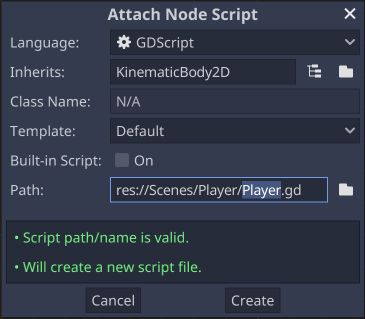 Attach Node Script
Language: GDScript
Inherits: KinematicBody2D
Class Name: N/A
Template: Default
Built-in Script: On
Path: res://Scenes/Player/Player.gd
• Script path/name is valid.
• Will create a new script file.
Cancel Create